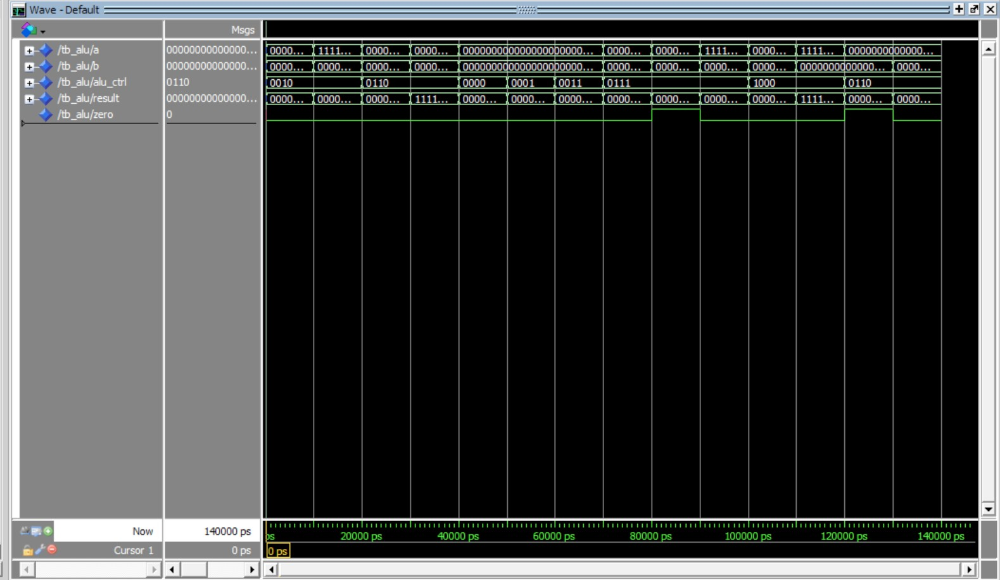 Wave - Default
Msgs
/tb_alu/a 00000000000000... 0000... 1111... 0000... 0000... 0000000000000000000000... 0000... 0000... 1111... 0000... 1111... 00000000000000...
/tb_alu/b 00000000000000... 0000... 0000... 0000... 0000... 0000000000000000000000... 0000... 0000... 0000... 0000... 00000000000000... 0000...
/tb_alu/alu_ctrl 0110 0010 0110 0000 0001 0011 0111 1000 0110
/tb_alu/result 00000000000000... 0000... 0000... 0000... 1111... 0000... 0000... 0000... 0000... 0000... 0000... 0000... 1111... 0000... 0000...
/tb_alu/zero 0
Now 140000 ps ps 20000 ps 40000 ps 60000 ps 80000 ps 100000 ps 120000 ps 140000 ps
Cursor 1 0 ps 0 ps